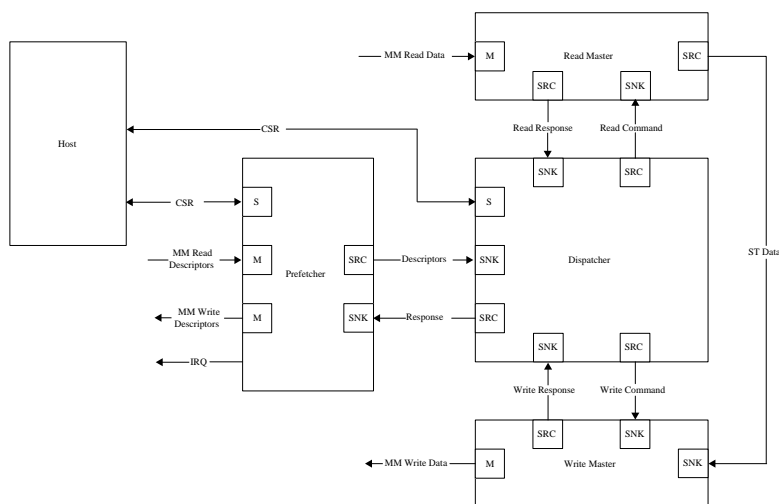 MM Read Data
M
Read Master
SRC
SRC
SNK
Read Response
Read Command
CSR
Host
SNK
SRC
CSR
S
S
MM Read
Descriptors
M
SRC
Descriptors
SNK
Dispatcher
ST Data
Prefetcher
MM Write
Descriptors
M
SNK
Response
SRC
IRQ
SNK
SRC
Write Response
Write Command
SRC
SNK
MM Write Data
M
Write Master
SNK